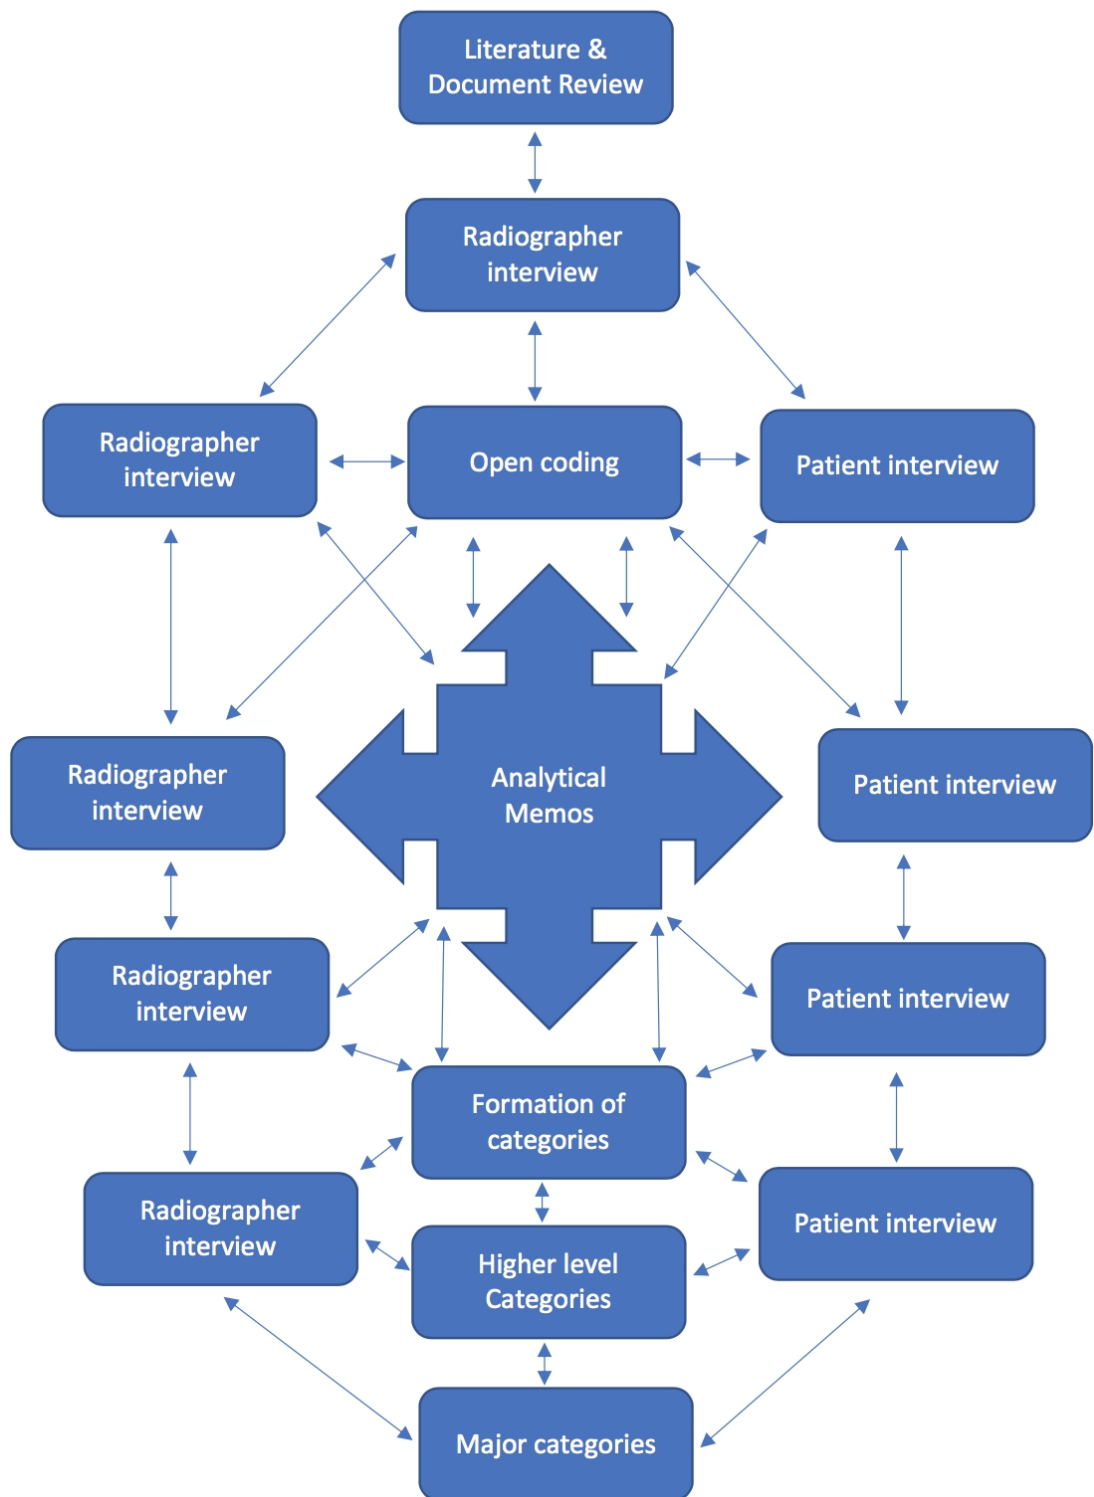 Literature &
Document Review
Radiographer
interview
Radiographer
interview
Open coding
Patient interview
Radiographer
interview
Analytical
Memos
Patient interview
Radiographer
interview
Patient interview
Formation of
categories
Radiographer
interview
Patient interview
Higher level
Categories
Major categories